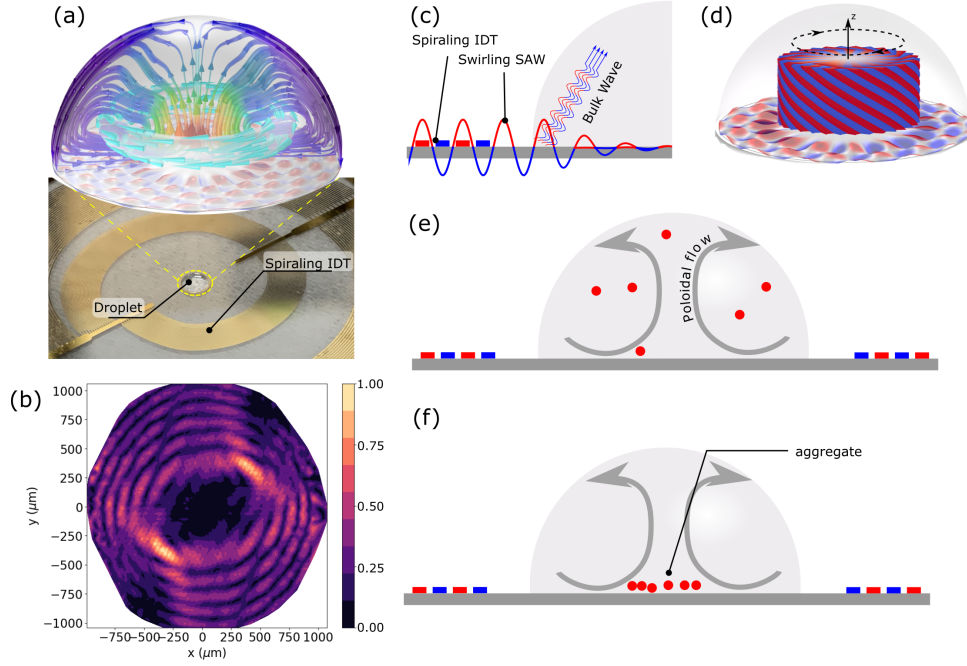 (a)
Spiraling IDT
Droplet
(b)
1000
750
500
250
0
−250
−500
−750
−1000
y (μm)
−750
−500
−250
0
250
500
750
1000
x (μm)
1.00
0.75
0.50
0.25
0.00
(c)
Spiraling IDT
Swirling SAW
Bulk Wave
(d)
z
(e)
Poloidal flow
(f)
aggregate